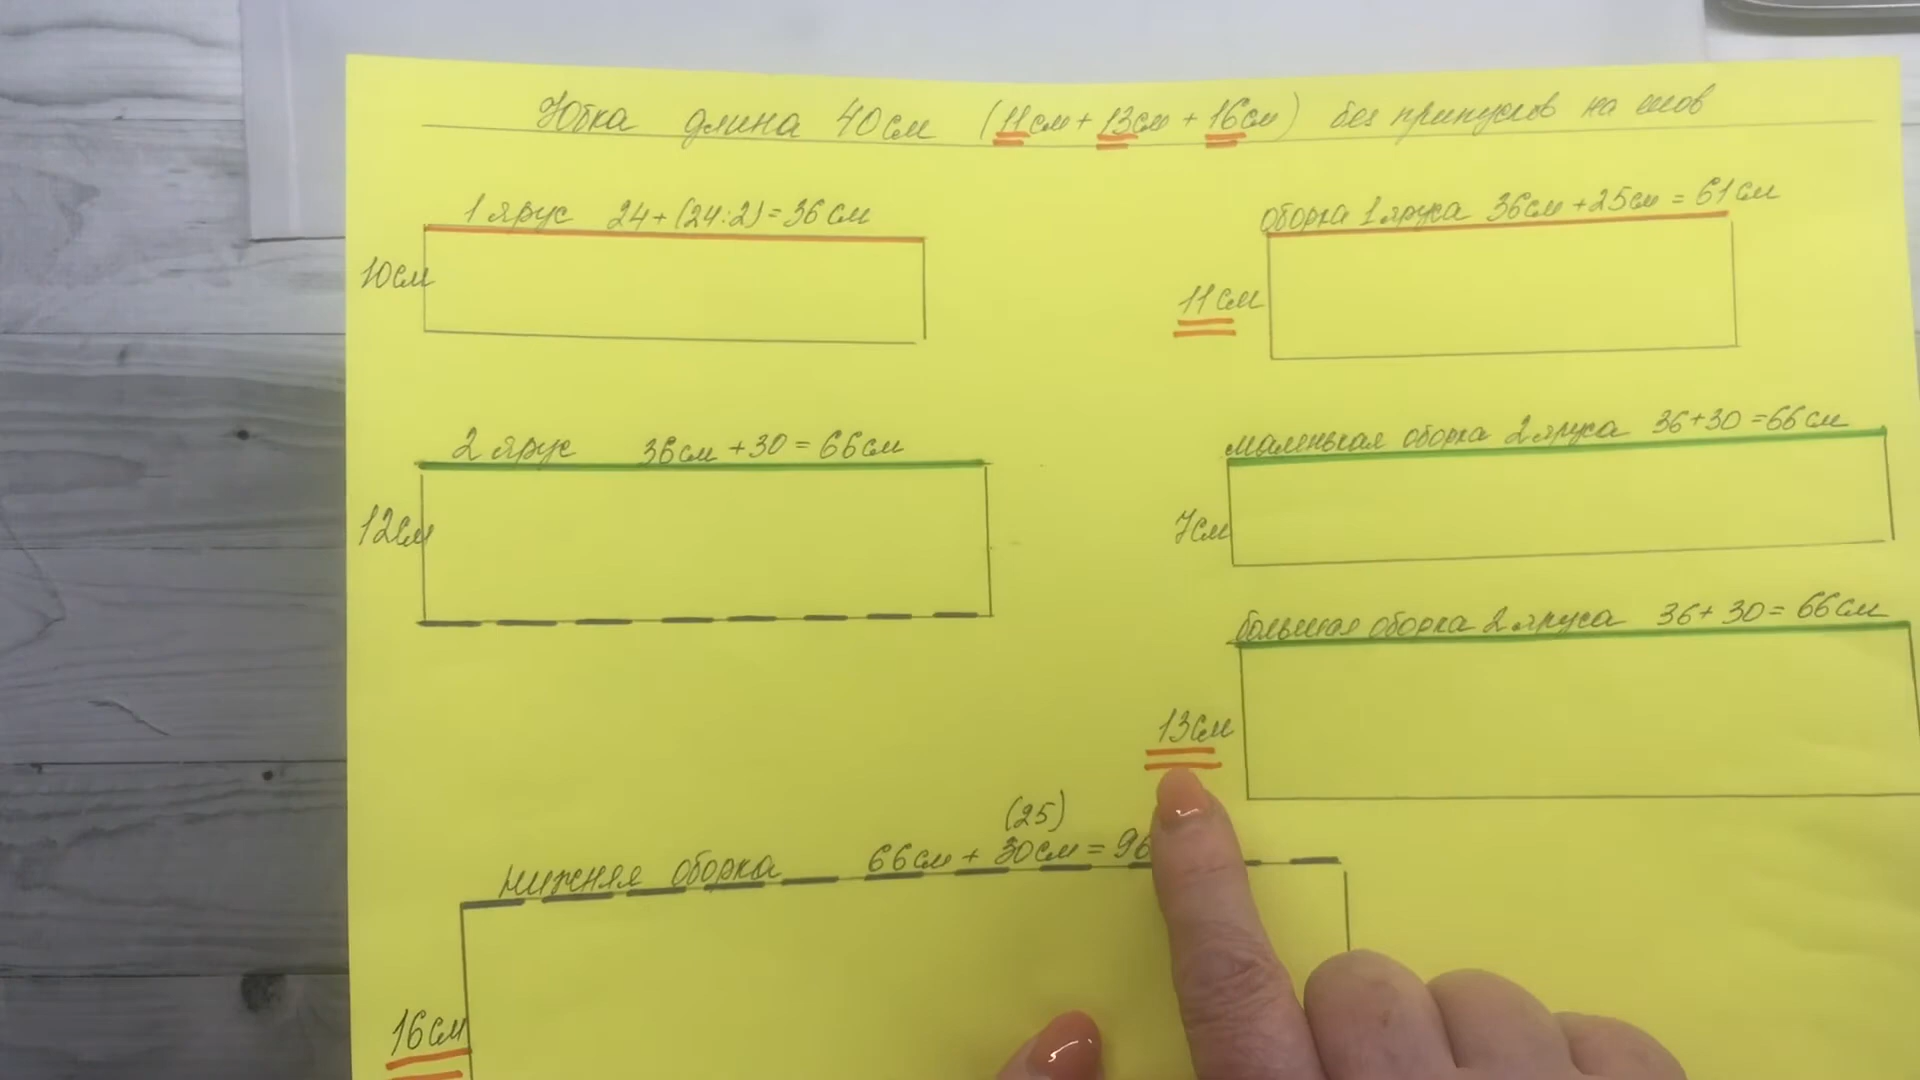 Юбка длина 40см (11см + 13см + 16см) без припусков на шов
1 ярус 24+(24:2)=36см
10см
оборка 1 яруса 36см+25см=61см
11см
2 ярус 36см+30=66см
12см
маленькая оборка 2 яруса 36+30=66см
7см
большая оборка 2 яруса 36+30=66см
13см
(25)
нижняя оборка 66см + 30см = 96
16см